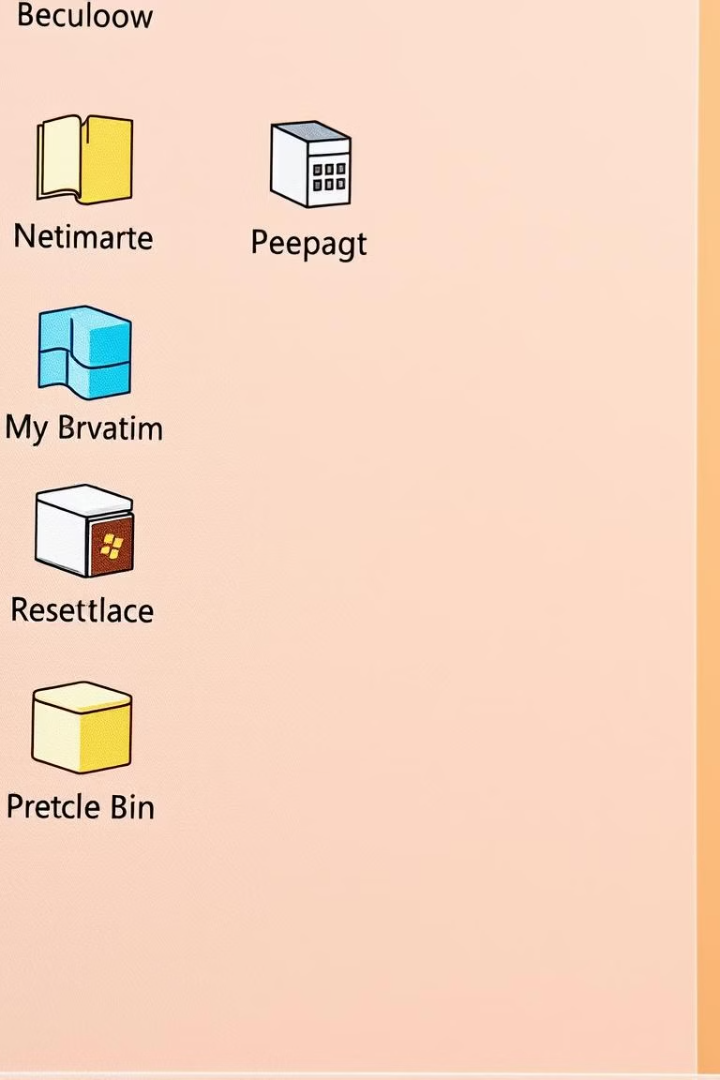 Beculoow
Netimarte
Peepagt
My Brvatim
Resettlace
Pretcle Bin